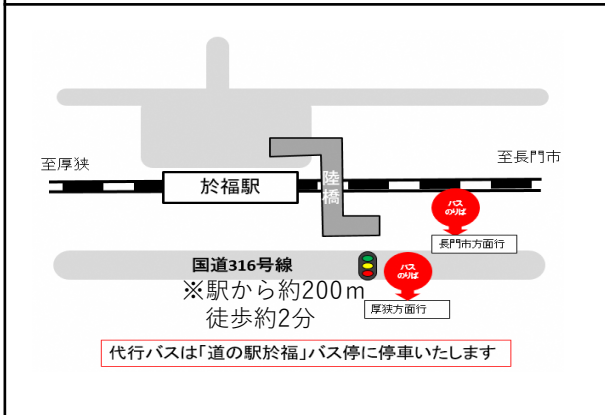 至厚狭
至長門市
於福駅
陸橋
バス
のりば
長門市方面行
国道316号線
バス
のりば
※駅から約200m
徒歩約2分
厚狭方面行
代行バスは「道の駅於福」バス停に停車いたします